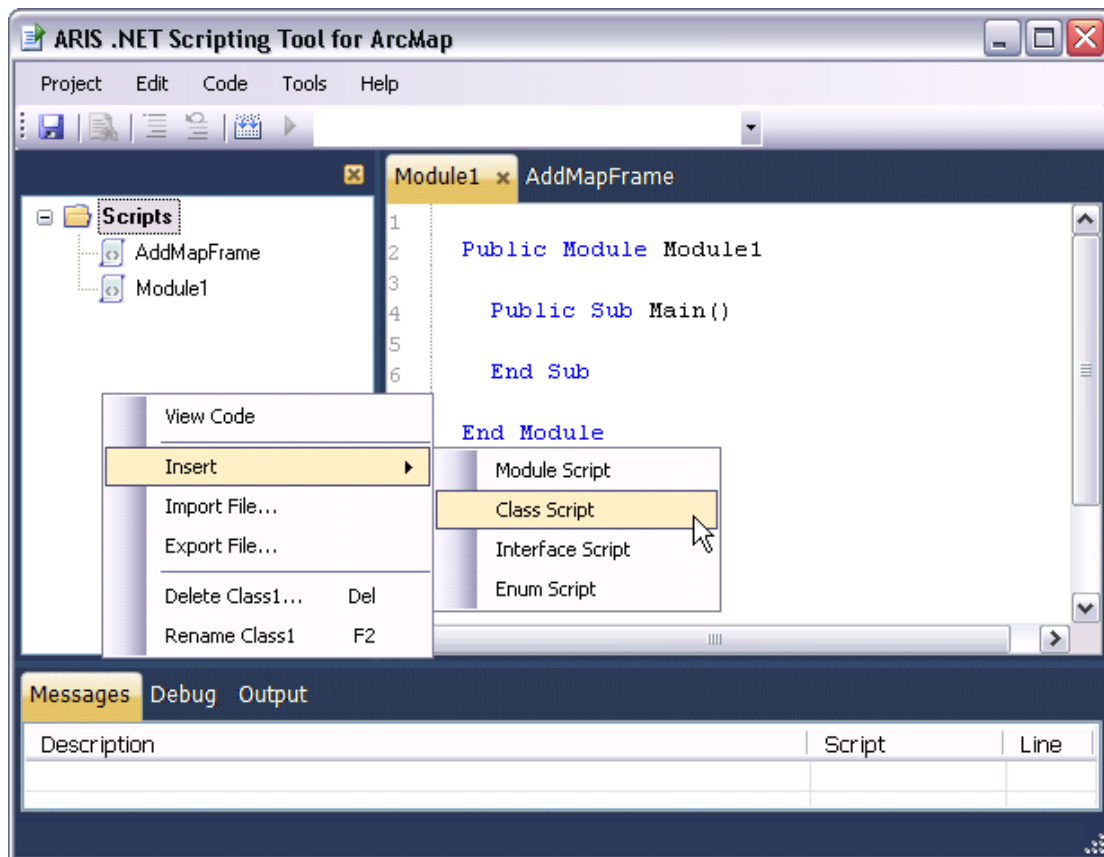 ARIS .NET Scripting Tool for ArcMap
Project Edit Code Tools Help
Module1 AddMapFrame
Scripts
AddMapFrame
Module1
1
2 Public Module Module1
3
4 Public Sub Main()
5
6 End Sub
End Module
View Code
Insert
Import File...
Export File...
Delete Class1... Del
Rename Class1 F2
Module Script
Class Script
Interface Script
Enum Script
Messages Debug Output
Description Script Line